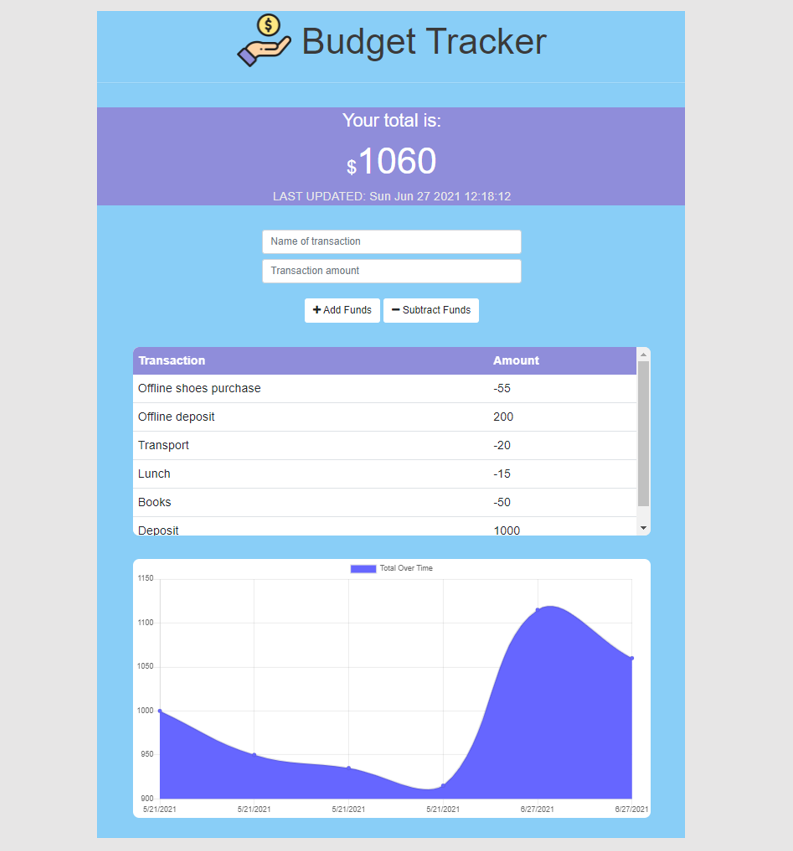 $
Budget Tracker
Your total is:
$1060
LAST UPDATED: Sun Jun 27 2021 12:18:12
Name of transaction
Transaction amount
Add Funds Subtract Funds
Transaction Amount
Offline shoes purchase -55
Offline deposit 200
Transport -20
Lunch -15
Books -50
Deposit 1000
Total Over Time
1150
1100
1050
1000
950
900
5/21/2021 5/21/2021 5/21/2021 5/21/2021 6/27/2021 6/27/2021